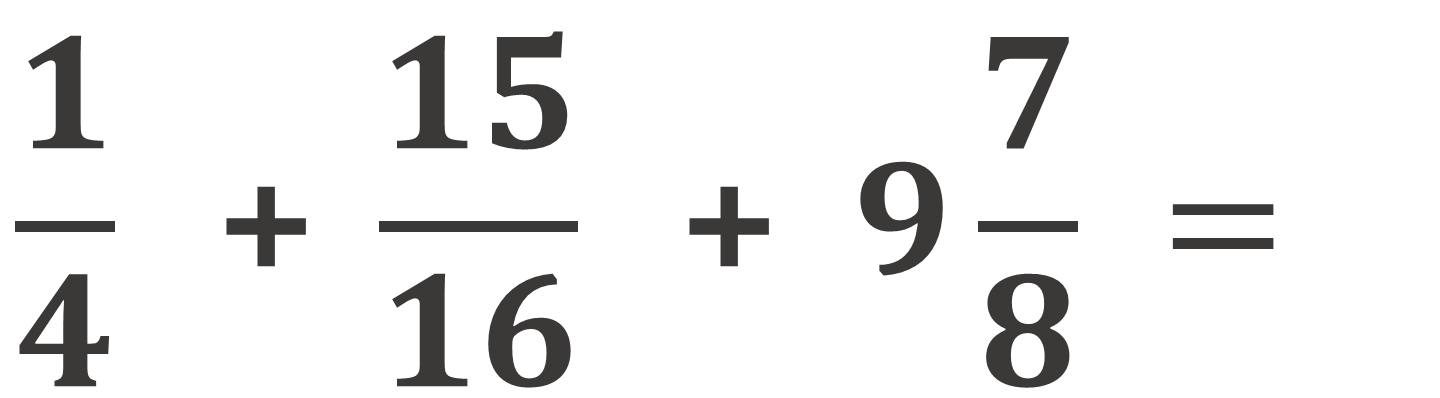 1/4 + 15/16 + 9 7/8 =